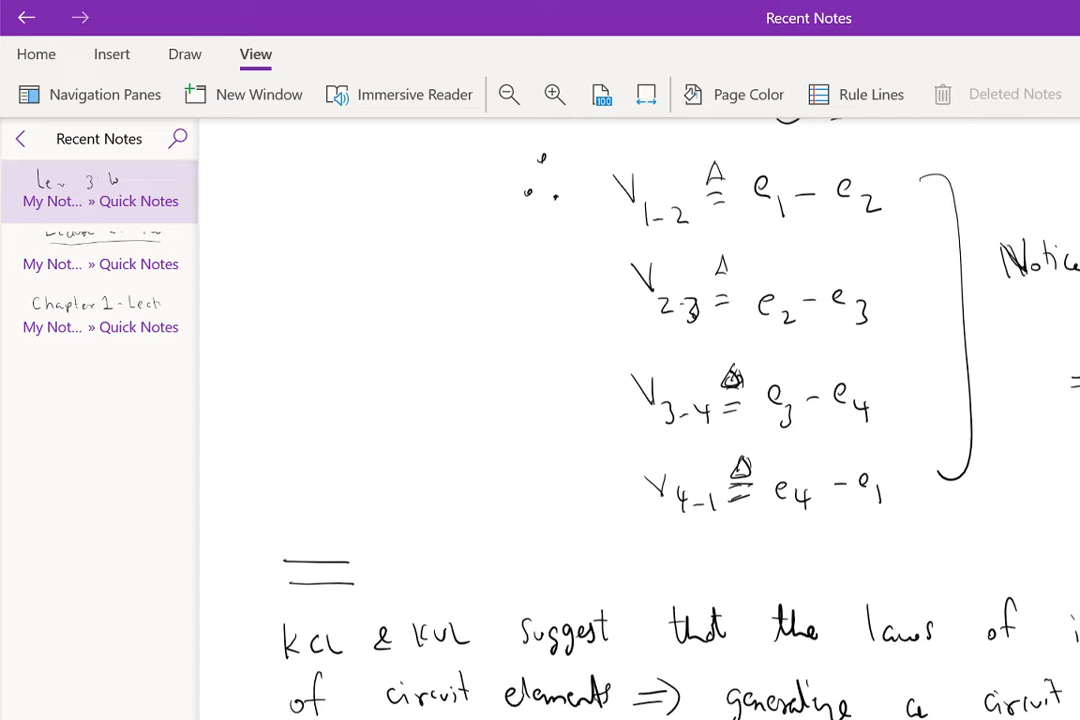 Recent Notes
Home Insert Draw View
Navigation Panes New Window Immersive Reader 100 Page Color Rule Lines Deleted Notes
Recent Notes
My Not... » Quick Notes
My Not... » Quick Notes
Chapter 1 - Lect
My Not... » Quick Notes
∴ V₁₋₂ ≜ e₁ - e₂
V₂₋₃ ≜ e₂ - e₃
Notice
V₃₋₄ ≜ e₃ - e₄
V₄₋₁ ≜ e₄ - e₁
KCL & KVL suggest that the laws of
of circuit elements ⇒ generalize a circuit